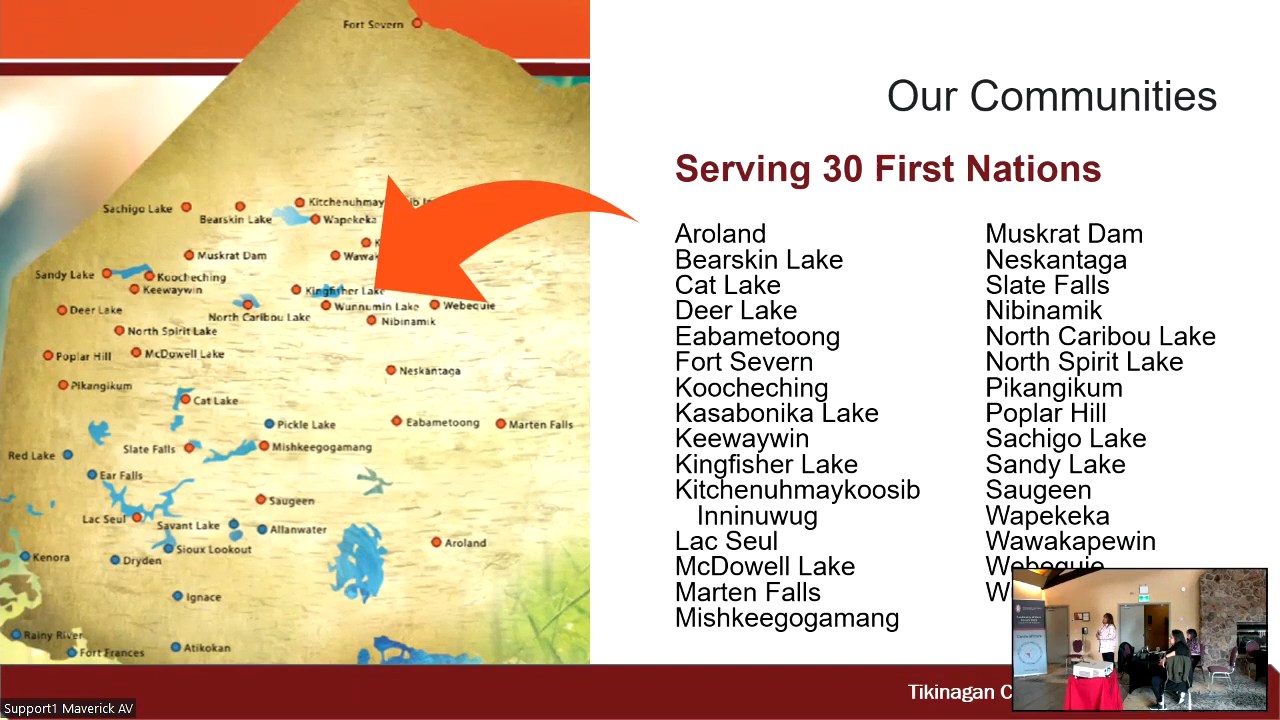 Fort Severn
Sachigo Lake
Bearskin Lake
Wapekeka
Muskrat Dam
Sandy Lake
Koocheching
Keewaywin
Kingfisher Lake
Wunnumin Lake
Webequie
Deer Lake
North Caribou Lake
Nibinamik
North Spirit Lake
Poplar Hill
McDowell Lake
Neskantaga
Pikangikum
Cat Lake
Pickle Lake
Eabametoong
Marten Falls
Slate Falls
Mishkeegogamang
Red Lake
Ear Falls
Saugeen
Lac Seul
Savant Lake
Allanwater
Aroland
Sioux Lookout
Kenora
Dryden
Ignace
Rainy River
Fort Frances
Atikokan
Our Communities
Serving 30 First Nations
Aroland
Bearskin Lake
Cat Lake
Deer Lake
Eabametoong
Fort Severn
Koocheching
Kasabonika Lake
Keewaywin
Kingfisher Lake
Kitchenuhmaykoosib
Inninuwug
Lac Seul
McDowell Lake
Marten Falls
Mishkeegogamang
Muskrat Dam
Neskantaga
Slate Falls
Nibinamik
North Caribou Lake
North Spirit Lake
Pikangikum
Poplar Hill
Sachigo Lake
Sandy Lake
Saugeen
Wapekeka
Wawakapewin
Webequie
Tikinagan
Support1 Maverick AV